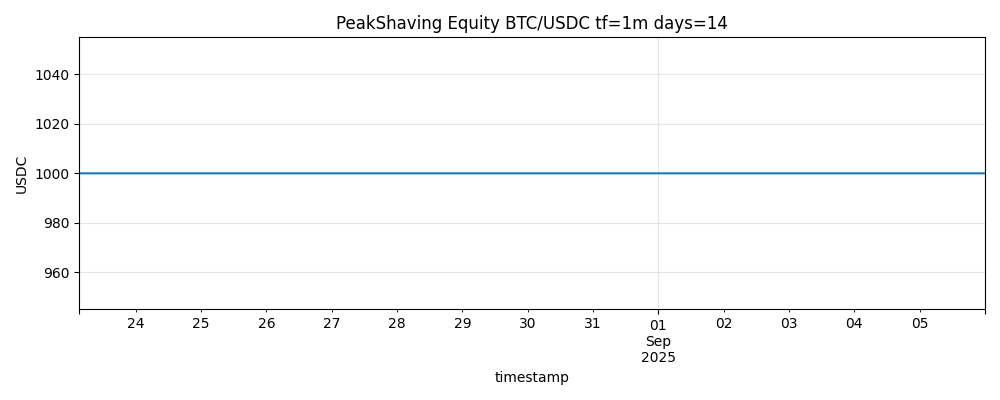 PeakShaving Equity BTC/USDC tf=1m days=14
USDC
1040
1020
1000
980
960
24 25 26 27 28 29 30 31 01 02 03 04 05
Sep
2025
timestamp